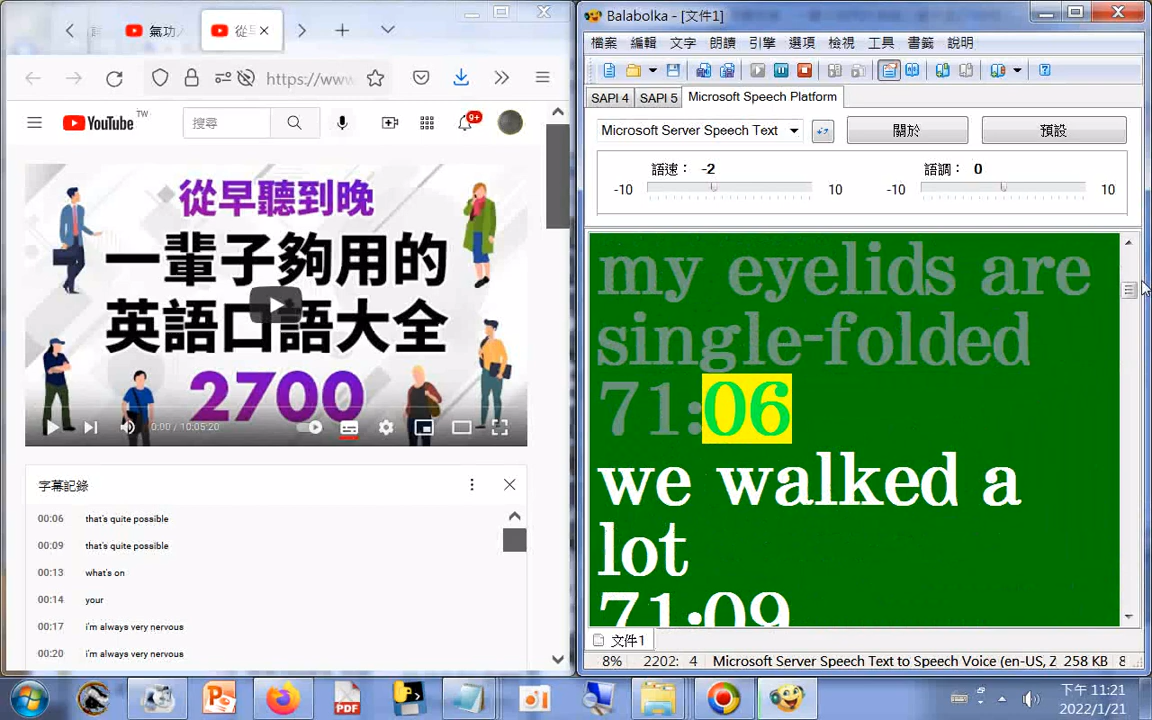 氣功
從
https://www
YouTube TW
搜尋
9+
從早聽到晚
一輩子夠用的
英語口語大全
2700
0:00 / 10:05:20
字幕記錄
00:06 that's quite possible
00:09 that's quite possible
00:13 what's on
00:14 your
00:17 i'm always very nervous
00:20 i'm always very nervous
Balabolka - [文件1]
檔案 編輯 文字 朗讀 引擎 選項 檢視 工具 書籤 說明
SAPI 4 SAPI 5 Microsoft Speech Platform
Microsoft Server Speech Text
關於
預設
語速： -2
語調： 0
-10 10
-10 10
my eyelids are
single-folded
71:06
we walked a
lot
71:09
文件1
8% 2202: 4 Microsoft Server Speech Text to Speech Voice (en-US, Z 258 KB 8
PDF
下午 11:21
2022/1/21